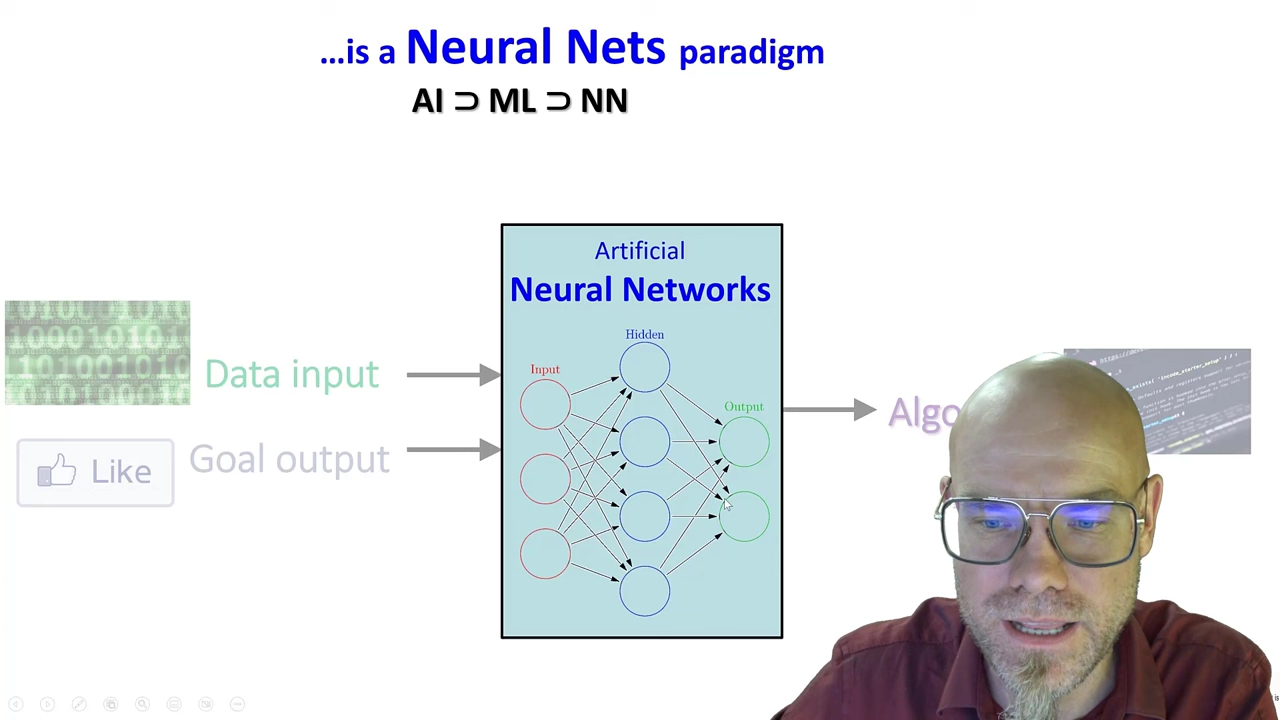 ...is a Neural Nets paradigm
AI ⊃ ML ⊃ NN
Artificial
Neural Networks
Hidden
Input
Output
Data input
Like
Goal output
Algo